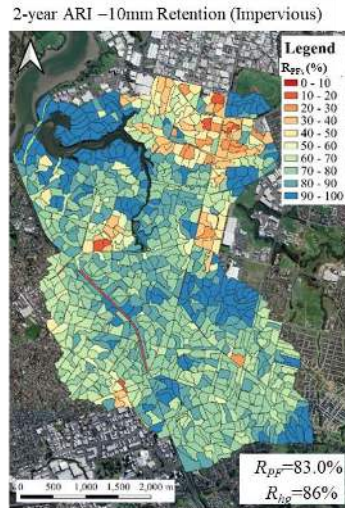 2-year ARI –10mm Retention (Impervious)
Legend
R_PFs (%)
0 - 10
10 - 20
20 - 30
30 - 40
40 - 50
50 - 60
60 - 70
70 - 80
80 - 90
90 - 100
0 500 1,000 1,500 2,000 m
R_PF=83.0%
R_hg=86%